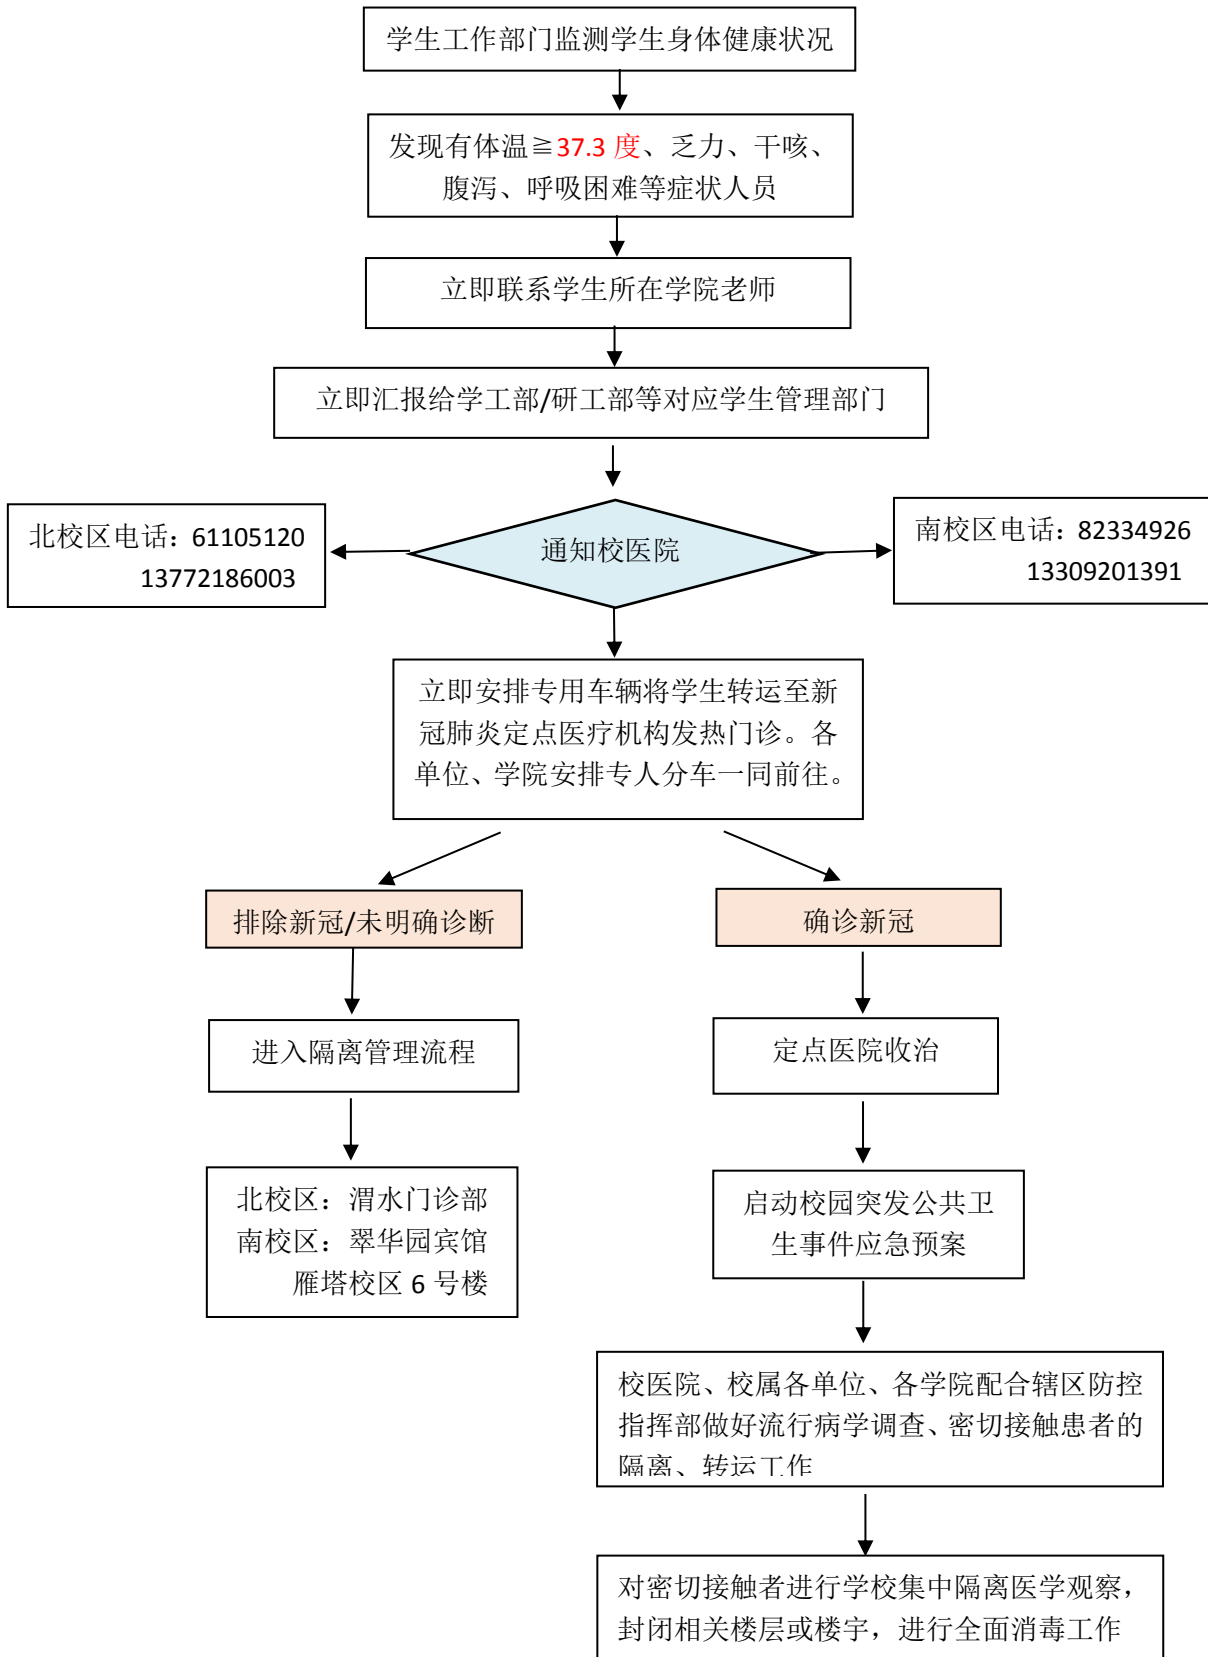 学生工作部门监测学生身体健康状况
发现有体温≧37.3 度、乏力、干咳、
腹泻、呼吸困难等症状人员
立即联系学生所在学院老师
立即汇报给学工部/研工部等对应学生管理部门
北校区电话：61105120
13772186003
通知校医院
南校区电话：82334926
13309201391
立即安排专用车辆将学生转运至新
冠肺炎定点医疗机构发热门诊。各
单位、学院安排专人分车一同前往。
排除新冠/未明确诊断
确诊新冠
进入隔离管理流程
定点医院收治
北校区：渭水门诊部
南校区：翠华园宾馆
雁塔校区 6 号楼
启动校园突发公共卫
生事件应急预案
校医院、校属各单位、各学院配合辖区防控
指挥部做好流行病学调查、密切接触患者的
隔离、转运工作
对密切接触者进行学校集中隔离医学观察，
封闭相关楼层或楼宇，进行全面消毒工作